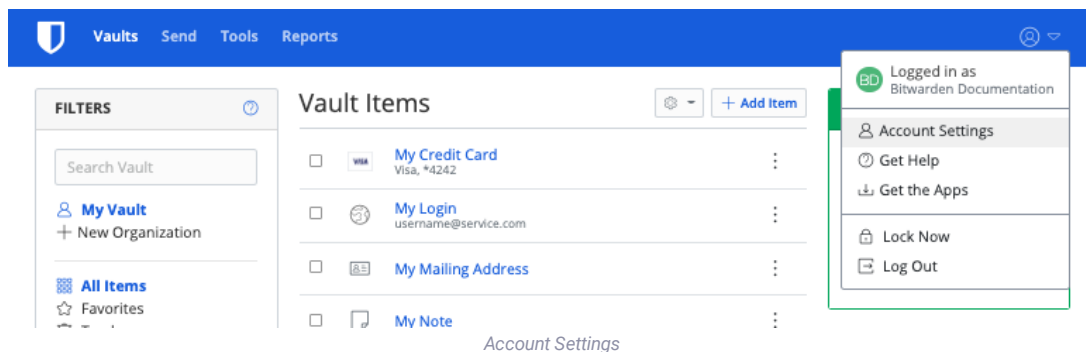 Vaults Send Tools Reports
Logged in as
BD
Bitwarden Documentation
Account Settings
Get Help
Get the Apps
Lock Now
Log Out
FILTERS
Search Vault
My Vault
New Organization
All Items
Favorites
Vault Items
Add Item
VISA
My Credit Card
Visa, *4242
My Login
username@service.com
My Mailing Address
My Note
Account Settings